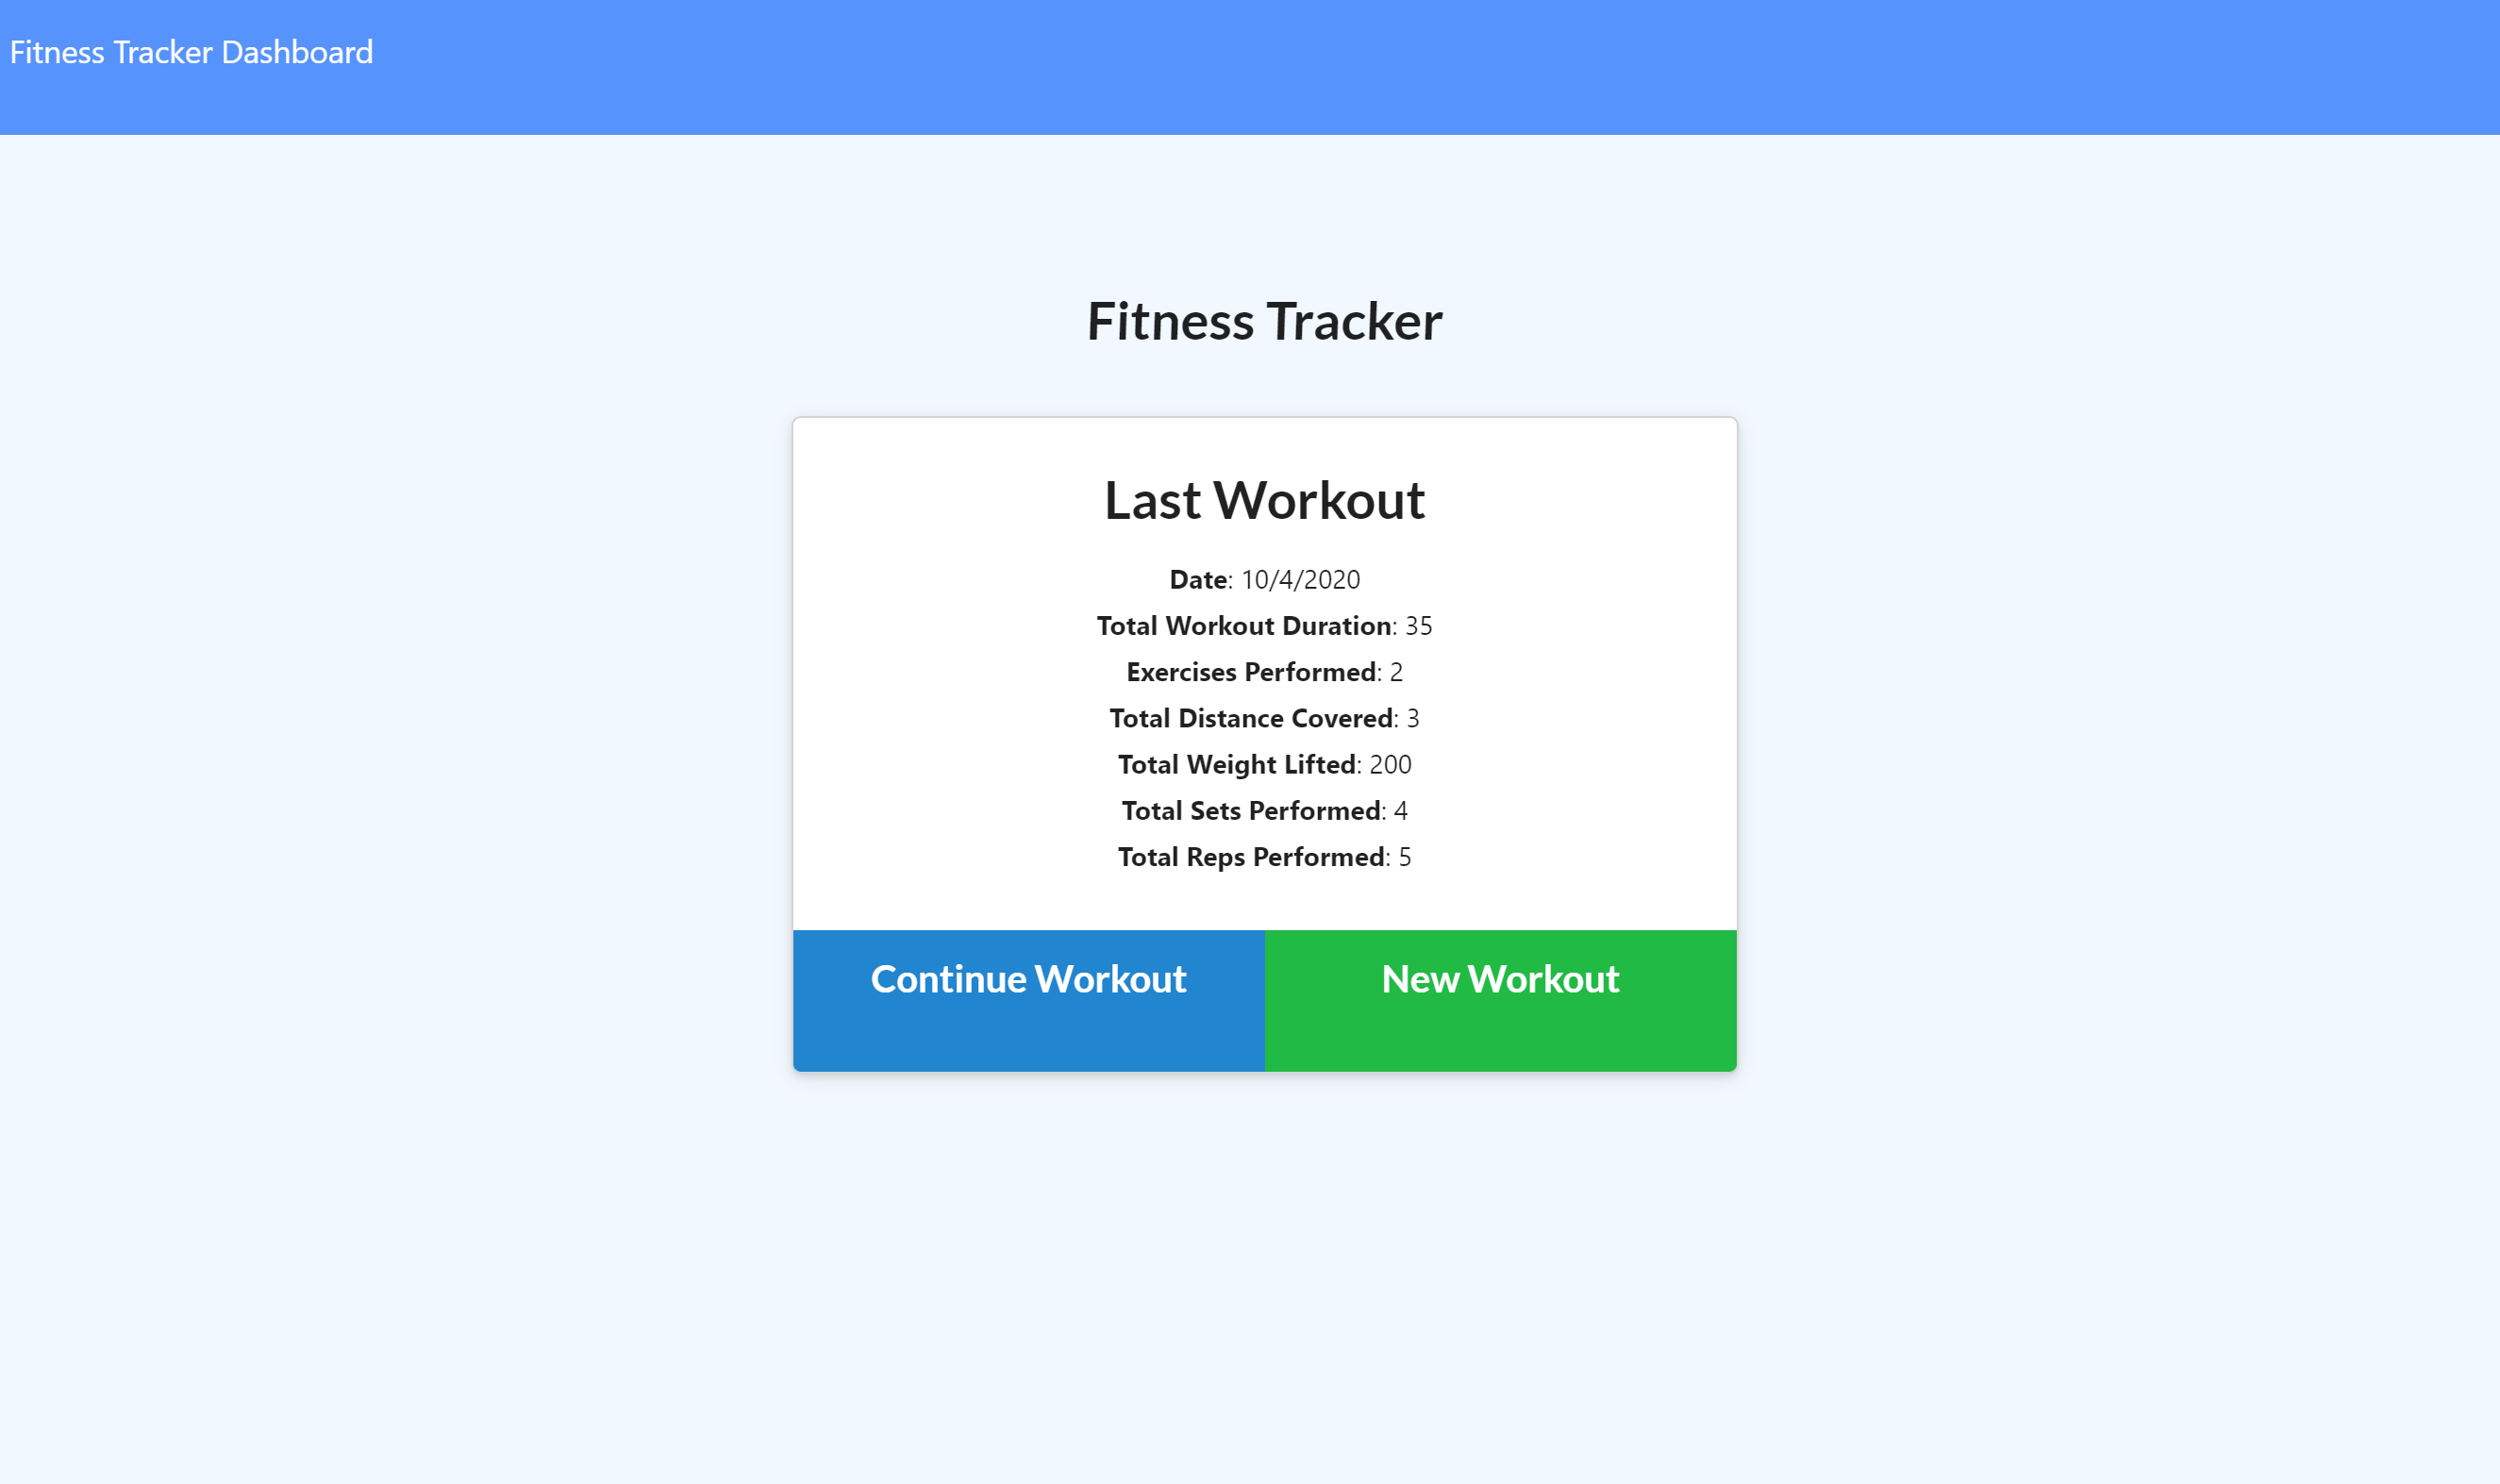 Fitness Tracker Dashboard
Fitness Tracker
Last Workout
Date: 10/4/2020
Total Workout Duration: 35
Exercises Performed: 2
Total Distance Covered: 3
Total Weight Lifted: 200
Total Sets Performed: 4
Total Reps Performed: 5
Continue Workout New Workout